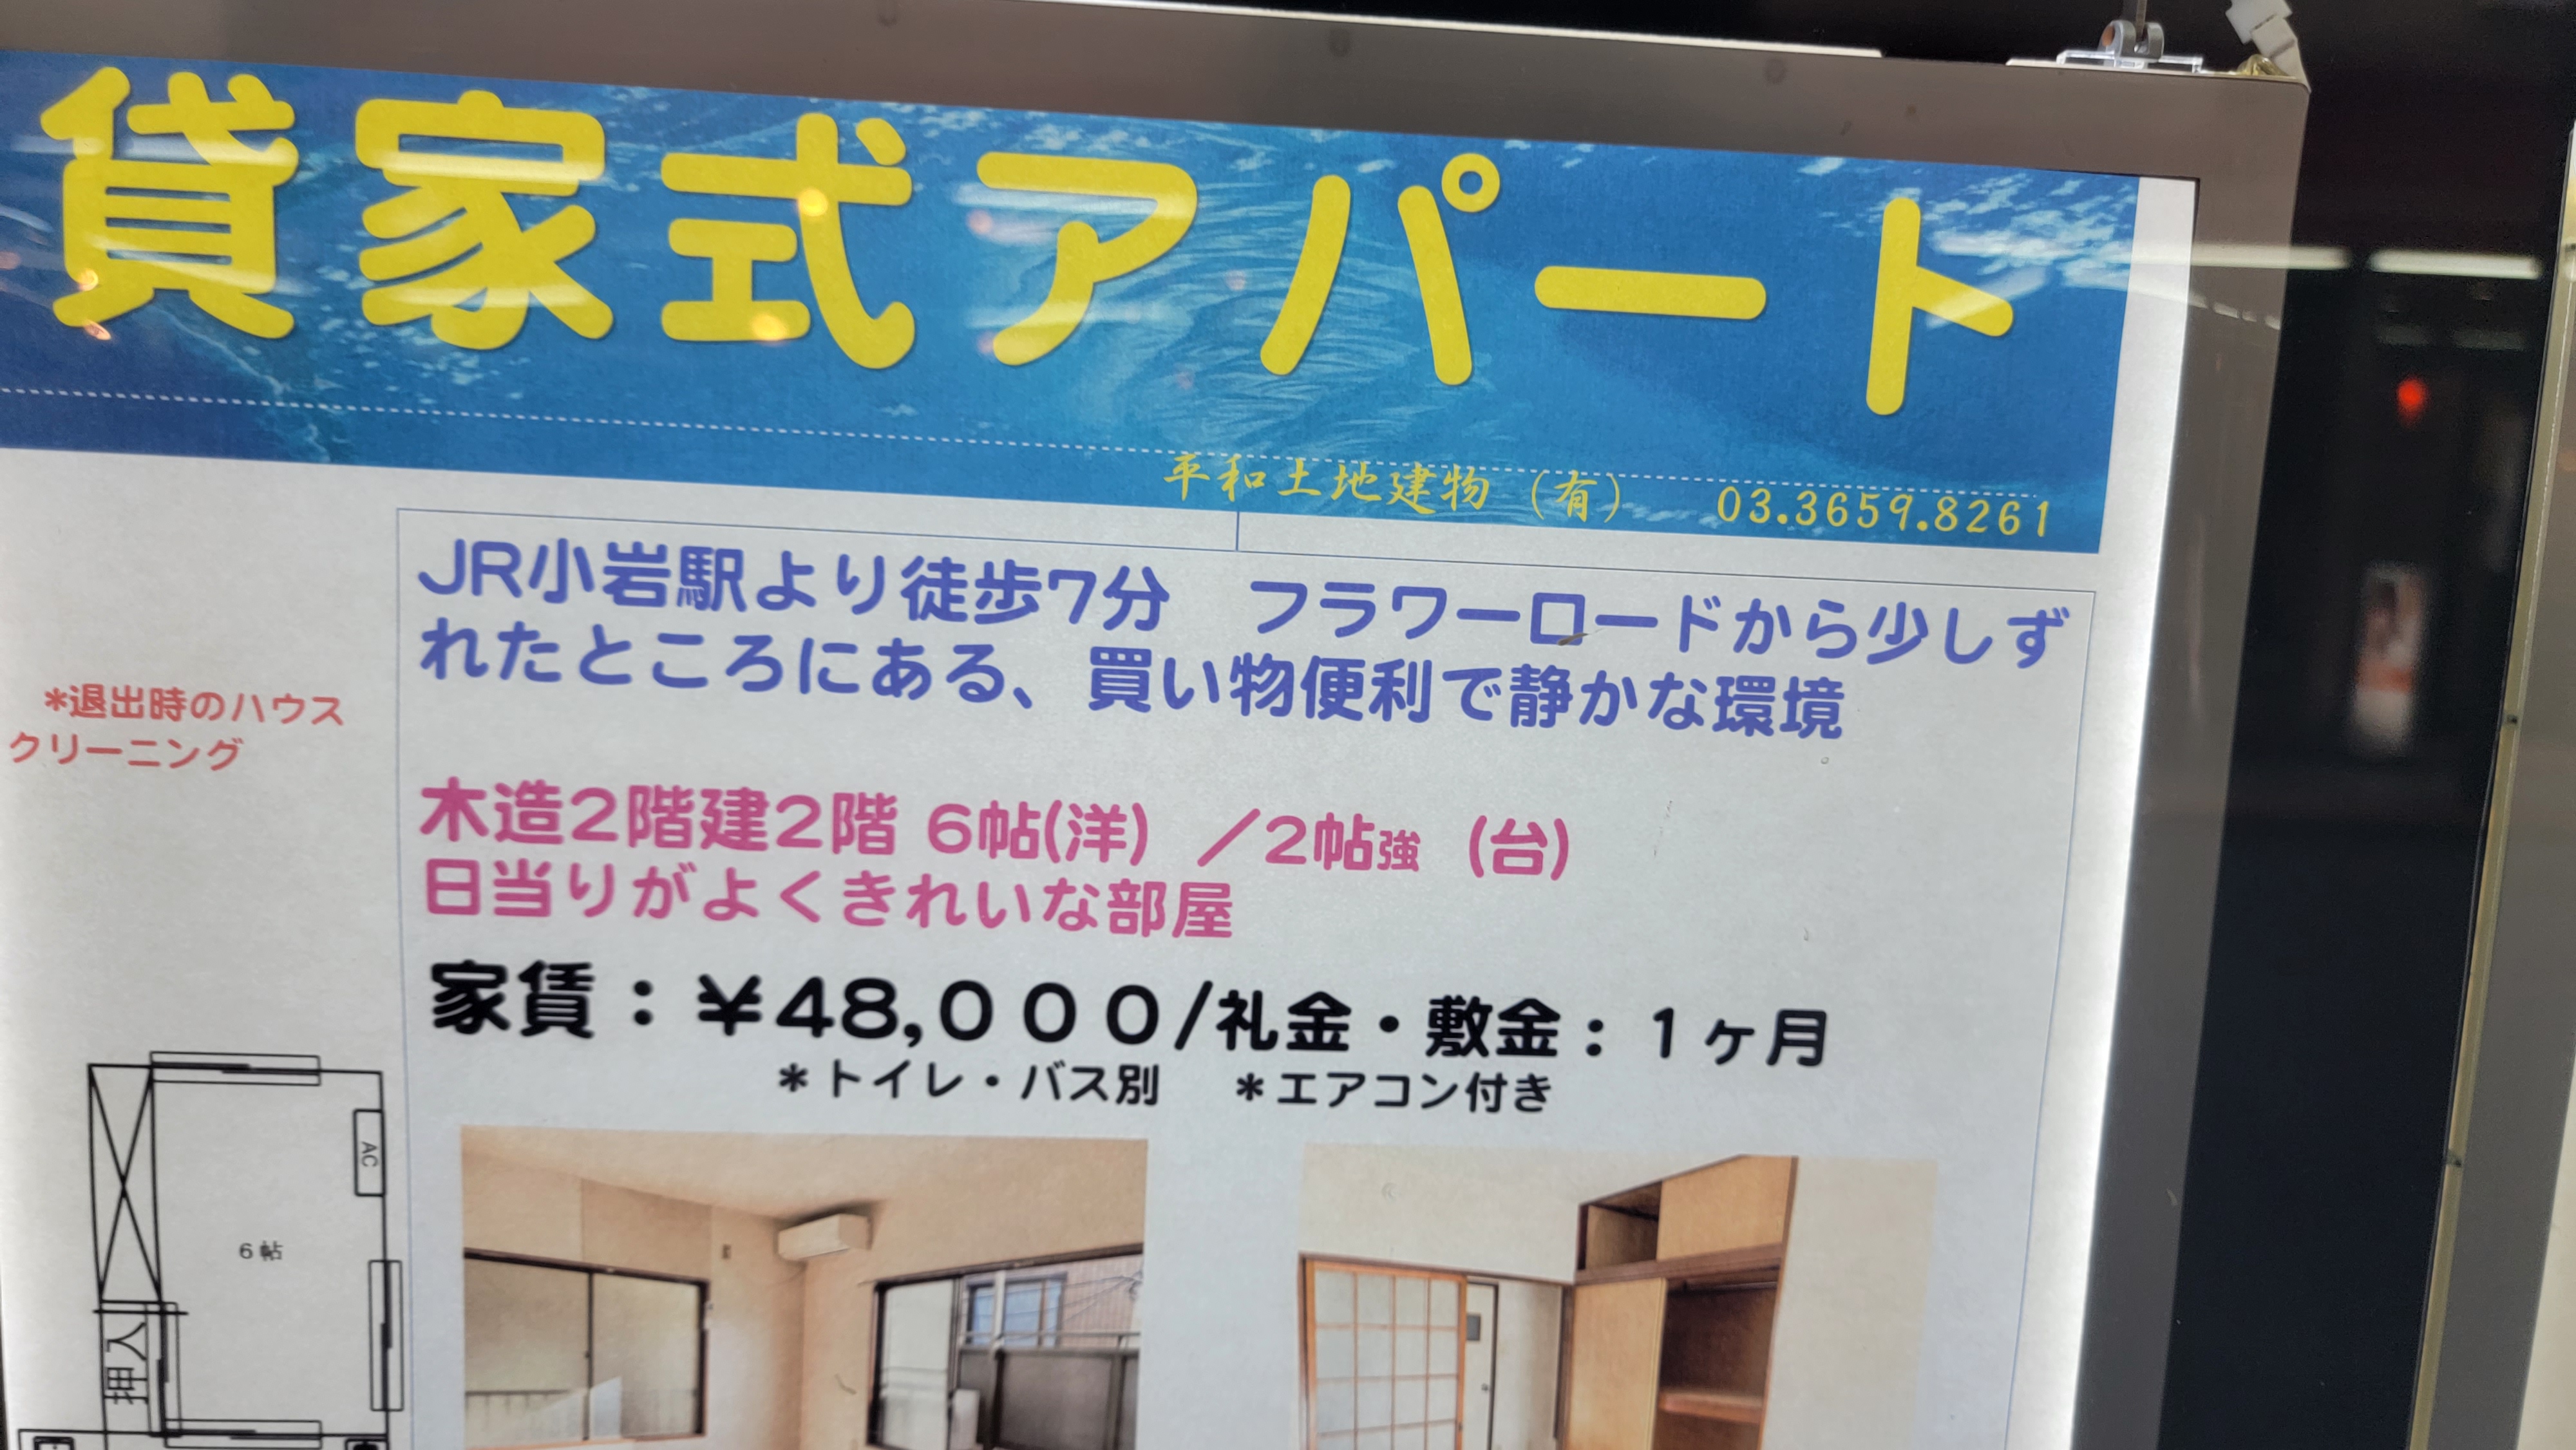 貸家式アパート
平和土地建物（有） 03.3659.8261
JR小岩駅より徒歩7分　フラワーロードから少しず
れたところにある、買い物便利で静かな環境
*退出時のハウス
クリーニング
木造2階建2階 6帖(洋) ／2帖強 (台)
日当りがよくきれいな部屋
家賃：￥48,000/礼金・敷金：1ヶ月
＊トイレ・バス別　＊エアコン付き
AC
6帖
押入